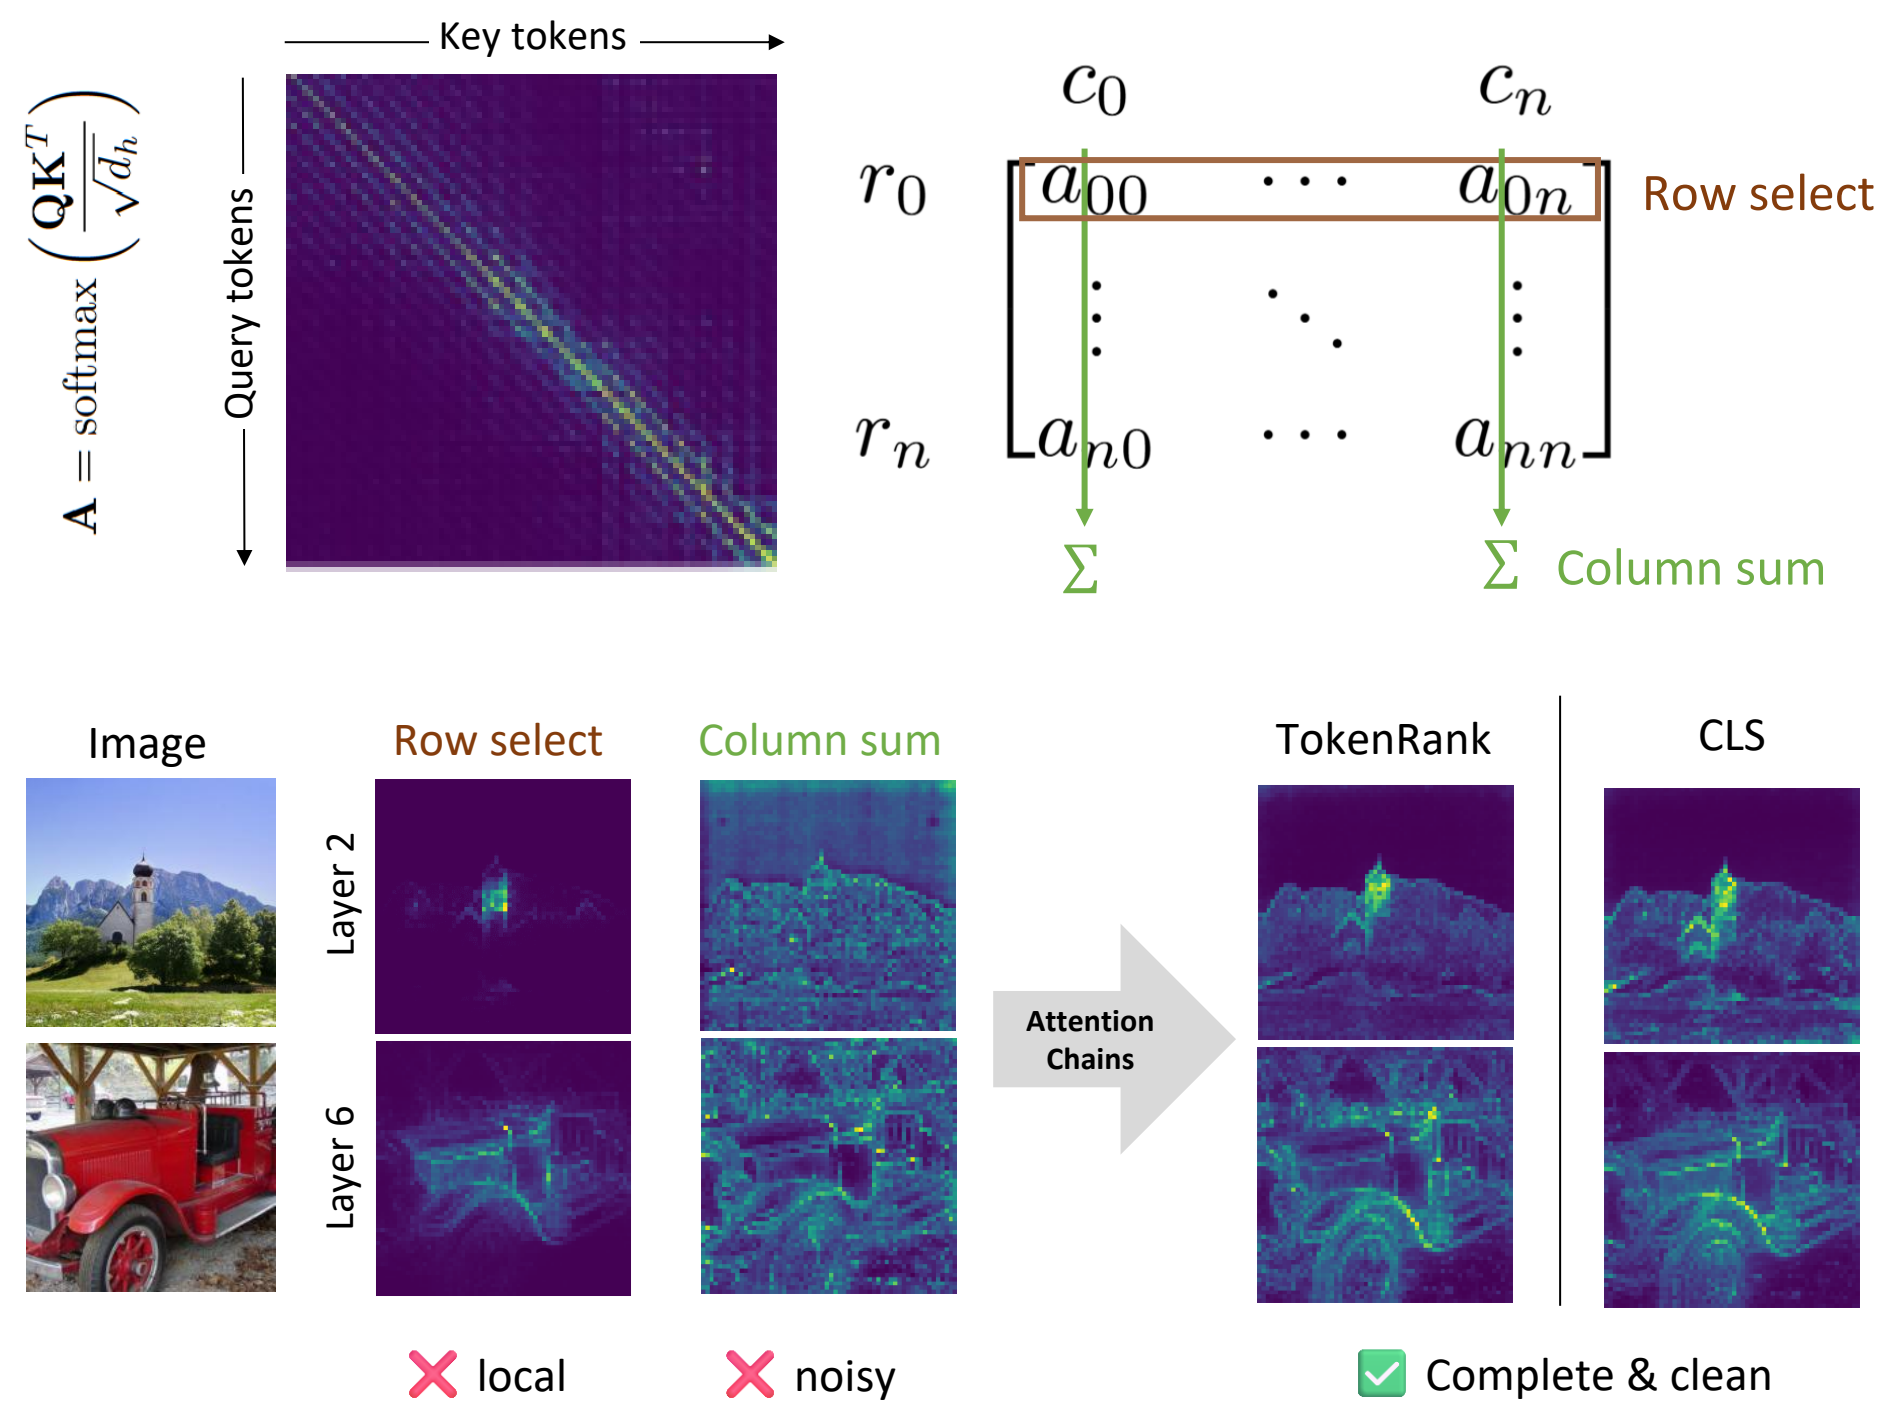 Key tokens
Query tokens
A = softmax(QK^T / √d_h)
c_0 c_n
r_0 a_00 ⋯ a_0n Row select
⋮ ⋱ ⋮
r_n a_n0 ⋯ a_nn
Σ Σ Column sum
Image Row select Column sum TokenRank CLS
Layer 2
Attention
Chains
Layer 6
❌ local ❌ noisy ✅ Complete & clean